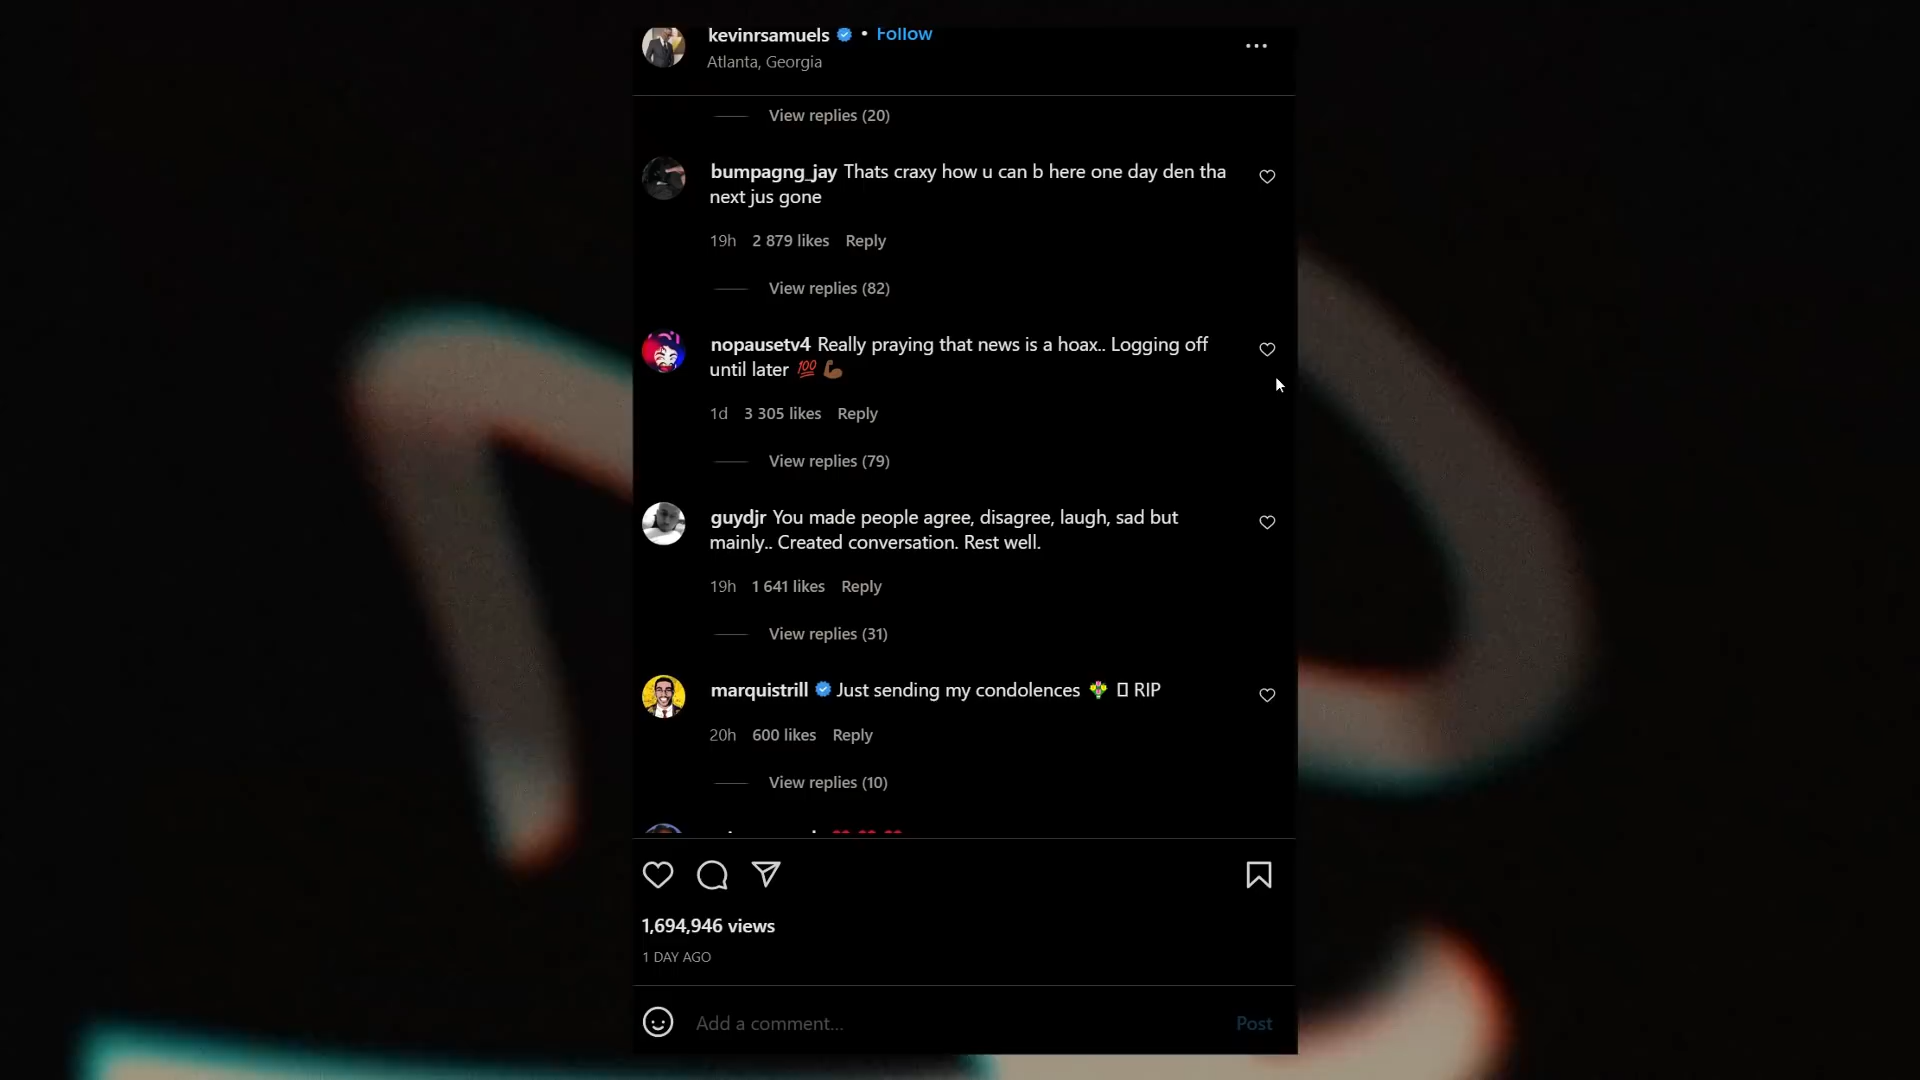 kevinrsamuels • Follow
Atlanta, Georgia
View replies (20)
bumpagng_jay Thats craxy how u can b here one day den tha
next jus gone
19h 2 879 likes Reply
View replies (82)
nopausetv4 Really praying that news is a hoax.. Logging off
until later 💯 💪🏾
1d 3 305 likes Reply
View replies (79)
guydjr You made people agree, disagree, laugh, sad but
mainly.. Created conversation. Rest well.
19h 1 641 likes Reply
View replies (31)
marquistrill Just sending my condolences 💐 RIP
20h 600 likes Reply
View replies (10)
1,694,946 views
1 DAY AGO
Add a comment...
Post